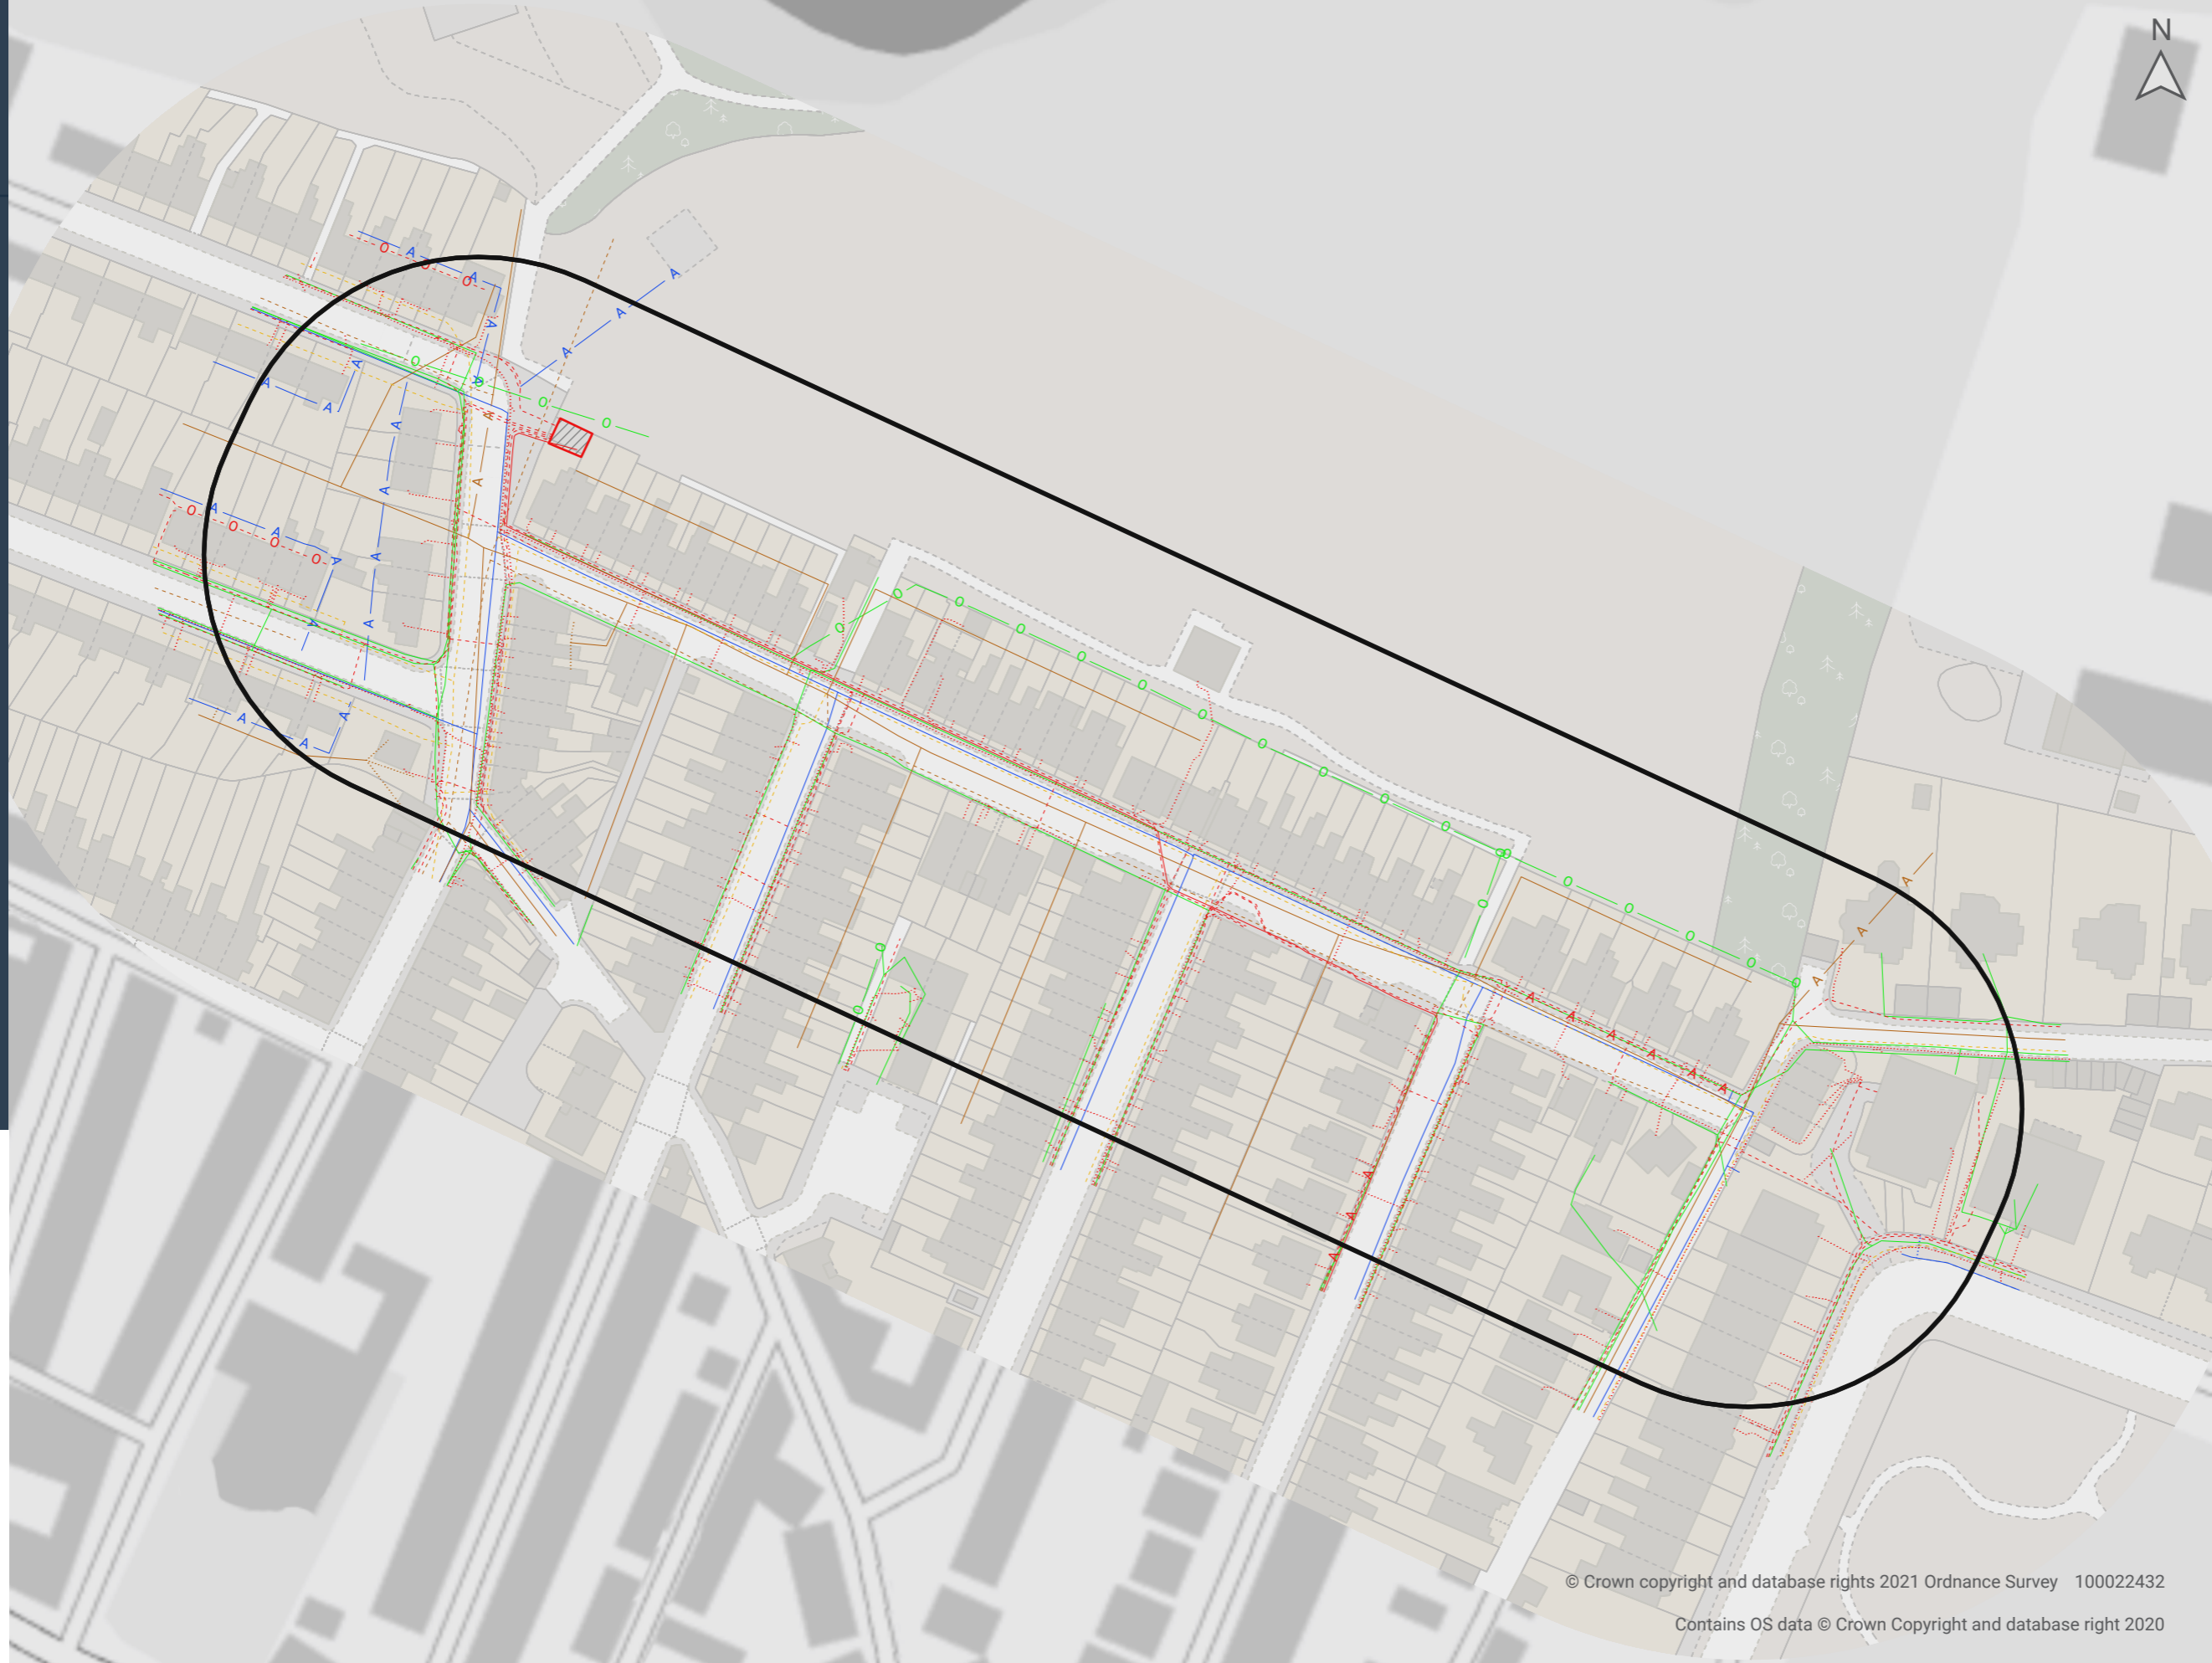 N
© Crown copyright and database rights 2021 Ordnance Survey 100022432
Contains OS data © Crown Copyright and database right 2020